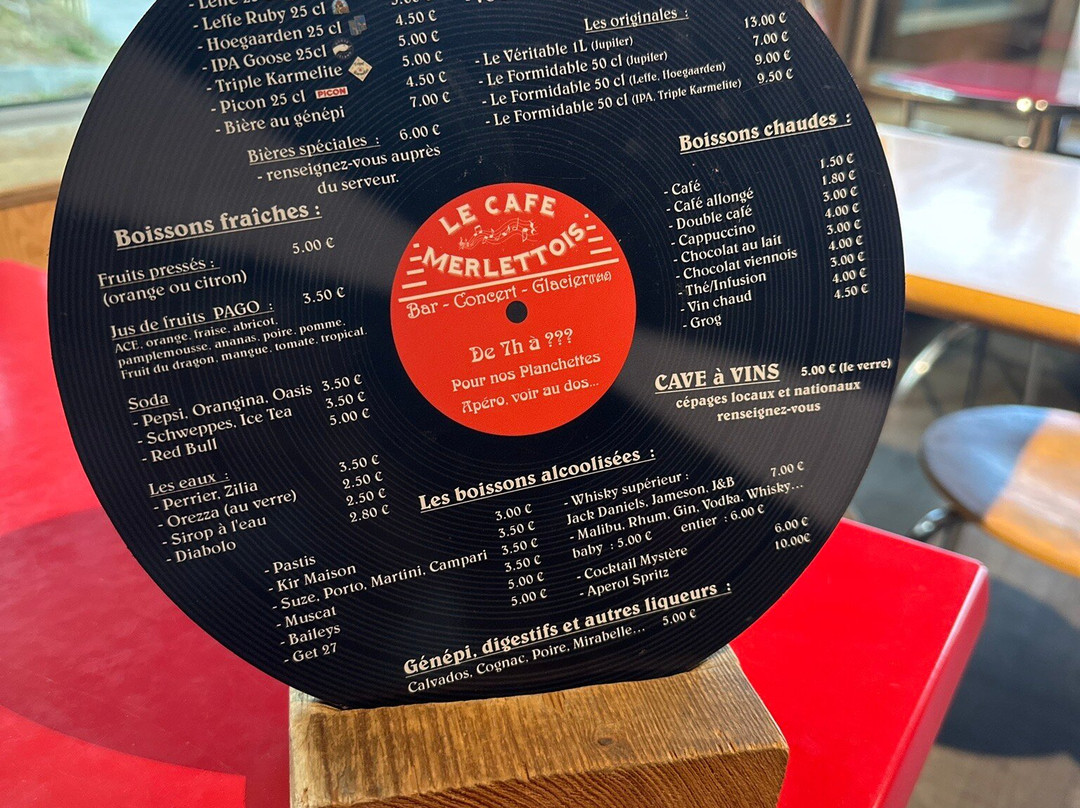 - Leffe 25 cl
- Leffe Ruby 25 cl
- Hoegaarden 25 cl 4.50 €
- IPA Goose 25cl 5.00 €
- Triple Karmelite 5.00 €
- Picon 25 cl PICON 4.50 €
- Bière au génépi 7.00 €
Bières spéciales : 6.00 €
- renseignez-vous auprès
du serveur.
Les originales :
- Le Véritable 1L (Jupiler) 13.00 €
- Le Formidable 50 cl (Jupiler) 7.00 €
- Le Formidable 50 cl (Leffe, Hoegaarden) 9.00 €
- Le Formidable 50 cl (IPA, Triple Karmelite) 9.50 €
Boissons chaudes :
- Café 1.50 €
- Café allongé 1.80 €
- Double café 3.00 €
- Cappuccino 4.00 €
- Chocolat au lait 3.00 €
- Chocolat viennois 4.00 €
- Thé/Infusion 3.00 €
- Vin chaud 4.00 €
- Grog 4.50 €
Boissons fraîches :
Fruits pressés : 5.00 €
(orange ou citron)
Jus de fruits PAGO : 3.50 €
ACE, orange, fraise, abricot,
pamplemousse, ananas, poire, pomme,
Fruit du dragon, mangue, tomate, tropical.
Soda
- Pepsi, Orangina, Oasis 3.50 €
- Schweppes, Ice Tea 3.50 €
- Red Bull 5.00 €
Les eaux :
- Perrier, Zilia 3.50 €
- Orezza (au verre) 2.50 €
- Sirop à l'eau 2.50 €
- Diabolo 2.80 €
LE CAFE
MERLETTOIS
Bar - Concert - Glacier (l'été)
De 7h à ???
Pour nos Planchettes
Apéro, voir au dos...
CAVE à VINS 5.00 € (le verre)
cépages locaux et nationaux
renseignez-vous
Les boissons alcoolisées :
- Pastis 3.00 €
- Kir Maison 3.50 €
- Suze, Porto, Martini, Campari 3.50 €
- Muscat 3.50 €
- Baileys 5.00 €
- Get 27 5.00 €
- Whisky supérieur : 7.00 €
Jack Daniels, Jameson, J&B
- Malibu, Rhum, Gin, Vodka, Whisky...
baby : 5.00 € entier : 6.00 €
- Cocktail Mystère 6.00 €
- Aperol Spritz 10.00€
Génépi, digestifs et autres liqueurs :
Calvados, Cognac, Poire, Mirabelle... 5.00 €